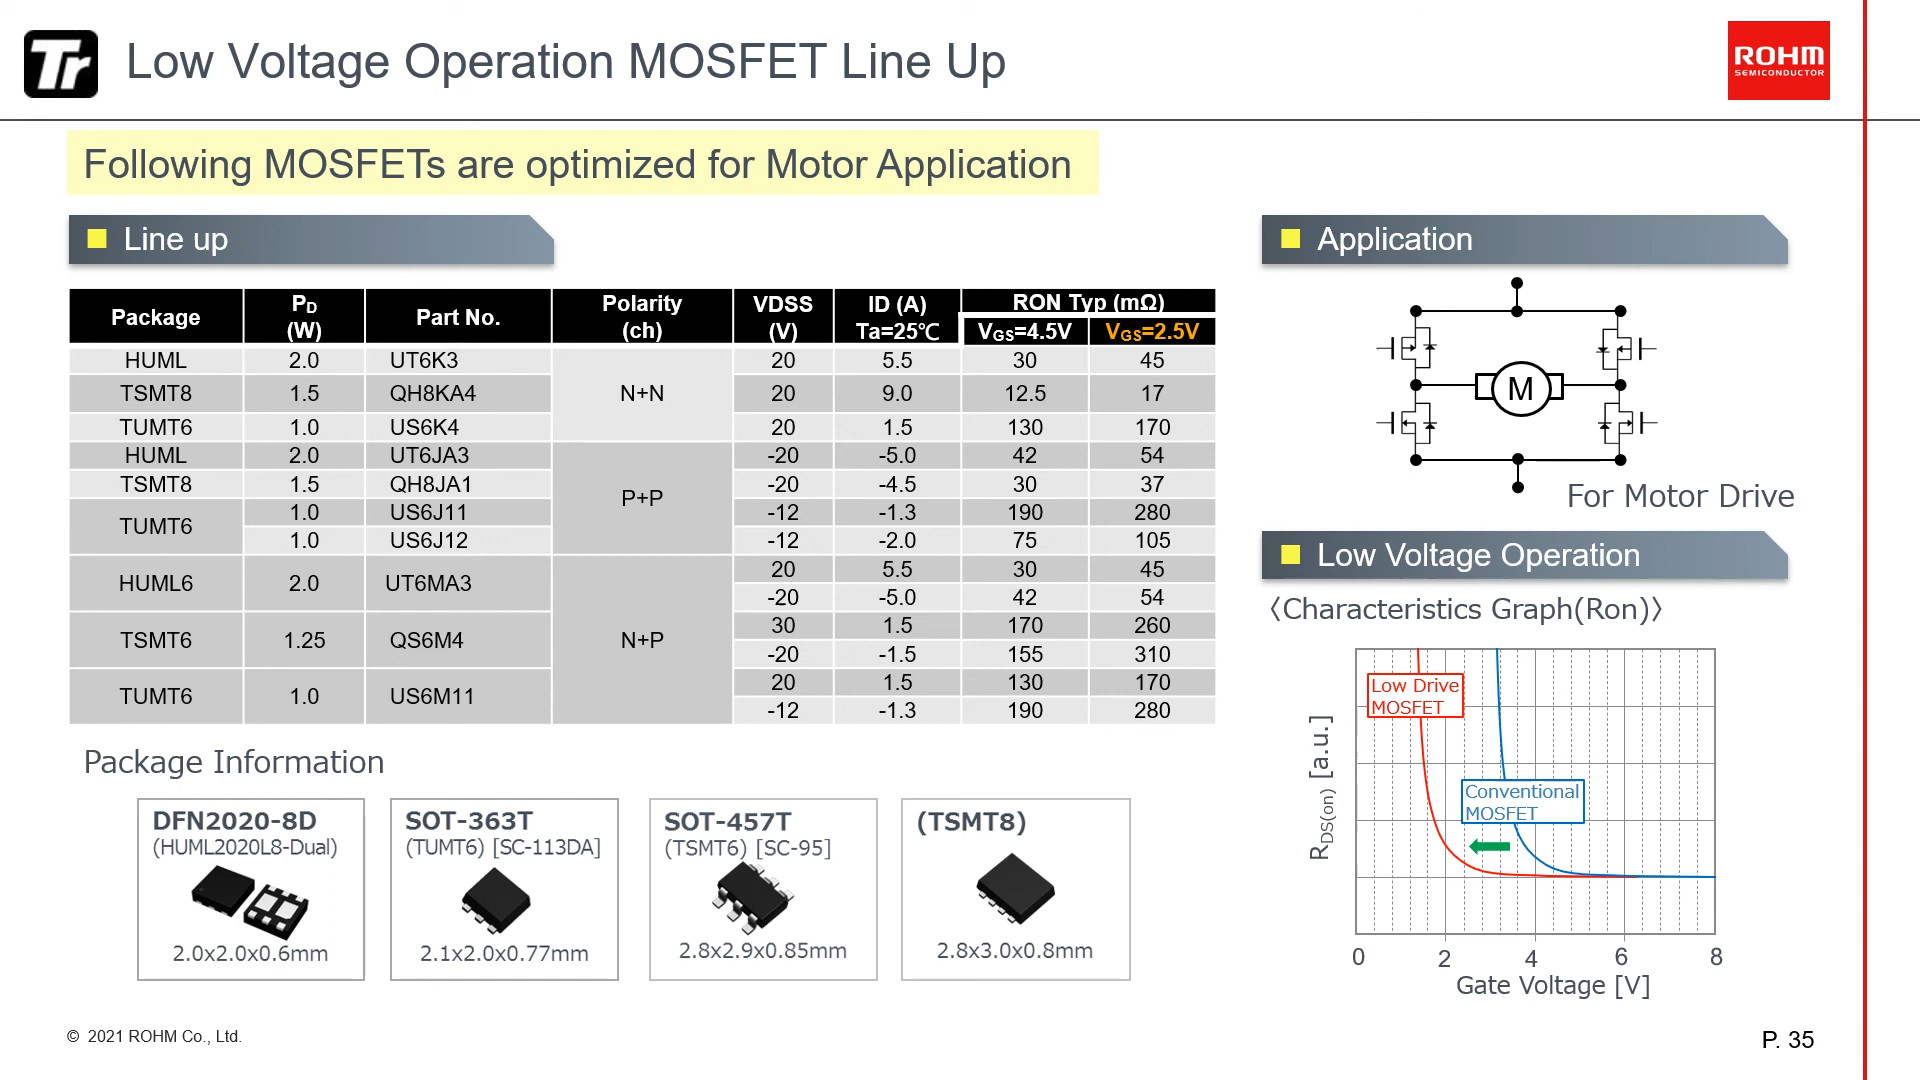 Tr
Low Voltage Operation MOSFET Line Up
ROHM
SEMICONDUCTOR
Following MOSFETs are optimized for Motor Application
Line up
Package PD (W) Part No. Polarity (ch) VDSS (V) ID (A) Ta=25℃ RON Typ (mΩ)
VGS=4.5V VGS=2.5V
HUML 2.0 UT6K3 N+N 20 5.5 30 45
TSMT8 1.5 QH8KA4 20 9.0 12.5 17
TUMT6 1.0 US6K4 20 1.5 130 170
HUML 2.0 UT6JA3 P+P -20 -5.0 42 54
TSMT8 1.5 QH8JA1 -20 -4.5 30 37
TUMT6 1.0 US6J11 -12 -1.3 190 280
1.0 US6J12 -12 -2.0 75 105
HUML6 2.0 UT6MA3 N+P 20 5.5 30 45
-20 -5.0 42 54
TSMT6 1.25 QS6M4 30 1.5 170 260
-20 -1.5 155 310
TUMT6 1.0 US6M11 20 1.5 130 170
-12 -1.3 190 280
Package Information
DFN2020-8D
(HUML2020L8-Dual)
2.0x2.0x0.6mm
SOT-363T
(TUMT6) [SC-113DA]
2.1x2.0x0.77mm
SOT-457T
(TSMT6) [SC-95]
2.8x2.9x0.85mm
(TSMT8)
2.8x3.0x0.8mm
Application
M
For Motor Drive
Low Voltage Operation
〈Characteristics Graph(Ron)〉
Low Drive
MOSFET
Conventional
MOSFET
RDS(on) [a.u.]
0 2 4 6 8
Gate Voltage [V]
© 2021 ROHM Co., Ltd.
P. 35